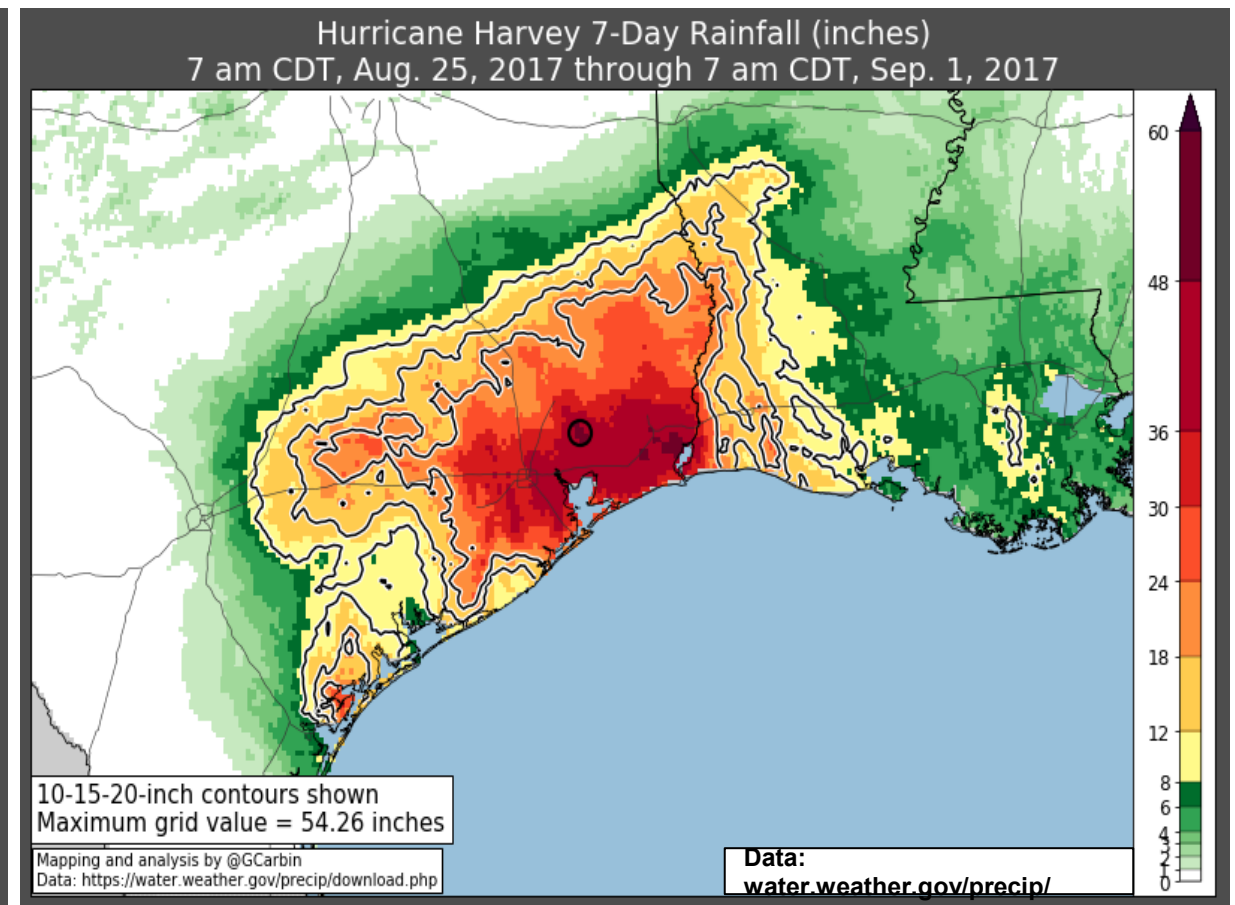 Hurricane Harvey 7-Day Rainfall (inches)
7 am CDT, Aug. 25, 2017 through 7 am CDT, Sep. 1, 2017
60
48
36
30
24
18
12
8
6
4
3
2
1
0
10-15-20-inch contours shown
Maximum grid value = 54.26 inches
Mapping and analysis by @GCarbin
Data: https://water.weather.gov/precip/download.php
Data:
water.weather.gov/precip/